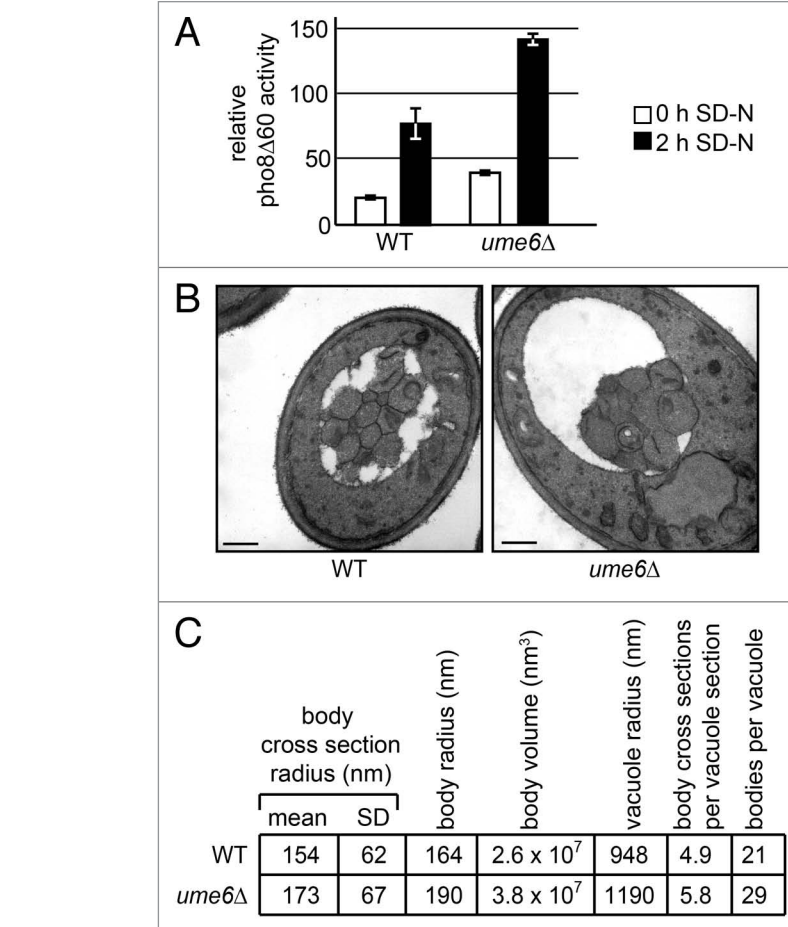 A
relative
pho8Δ60 activity
150
100
50
0
WT
ume6Δ
0 h SD-N
2 h SD-N
B
WT
ume6Δ
C
body
cross section
radius (nm)
mean SD
body radius (nm)
body volume (nm³)
vacuole radius (nm)
body cross sections
per vacuole section
bodies per vacuole
WT 154 62 164 2.6 x 10⁷ 948 4.9 21
ume6Δ 173 67 190 3.8 x 10⁷ 1190 5.8 29